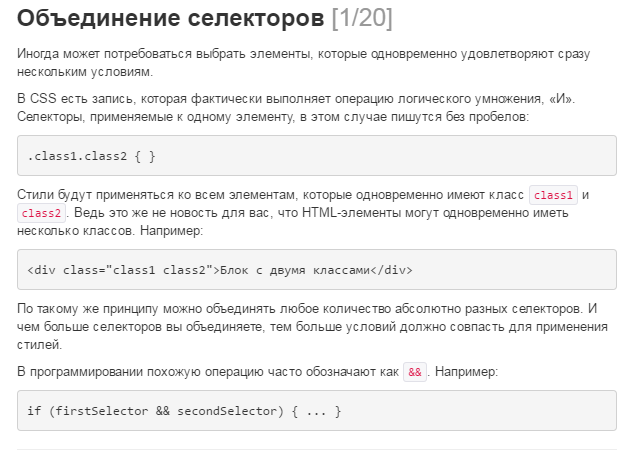 Объединение селекторов [1/20]
Иногда может потребоваться выбрать элементы, которые одновременно удовлетворяют сразу
нескольким условиям.
В CSS есть запись, которая фактически выполняет операцию логического умножения, «И».
Селекторы, применяемые к одному элементу, в этом случае пишутся без пробелов:
.class1.class2 { }
Стили будут применяться ко всем элементам, которые одновременно имеют класс class1 и
class2. Ведь это же не новость для вас, что HTML-элементы могут одновременно иметь
несколько классов. Например:
<div class="class1 class2">Блок с двумя классами</div>
По такому же принципу можно объединять любое количество абсолютно разных селекторов. И
чем больше селекторов вы объединяете, тем больше условий должно совпасть для применения
стилей.
В программировании похожую операцию часто обозначают как &&. Например:
if (firstSelector && secondSelector) { ... }